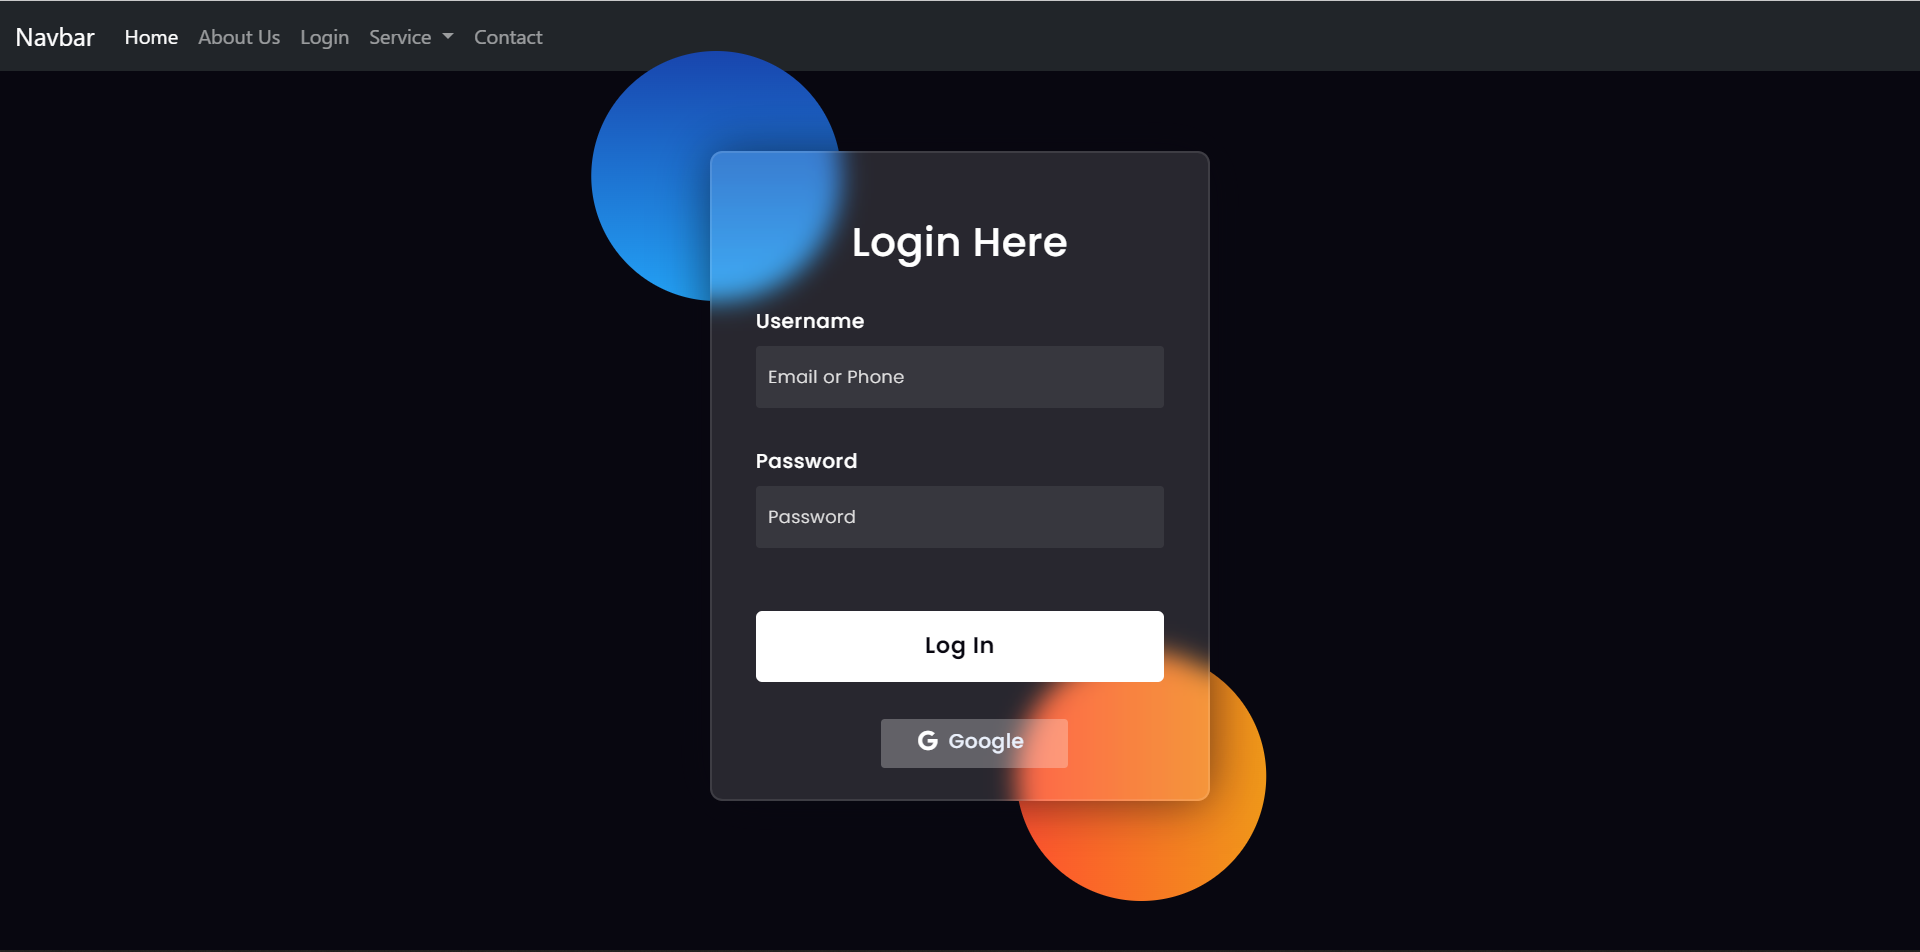 Navbar Home About Us Login Service Contact
Login Here
Username
Email or Phone
Password
Password
Log In
Google